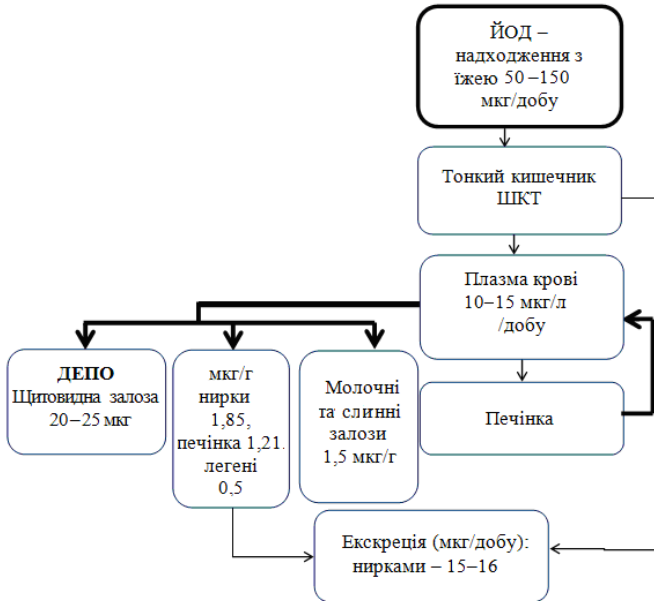 ЙОД –
надходження з
їжею 50 –150
мкг/добу
Тонкий кишечник
ШКТ
Плазма крові
10–15 мкг/л
/добу
ДЕПО
Щитовидна залоза
20–25 мкг
мкг/г
нирки
1,85,
печінка 1,21.
легені
0,5
Молочні
та слинні
залози
1,5 мкг/г
Печінка
Екскреція (мкг/добу):
нирками – 15–16